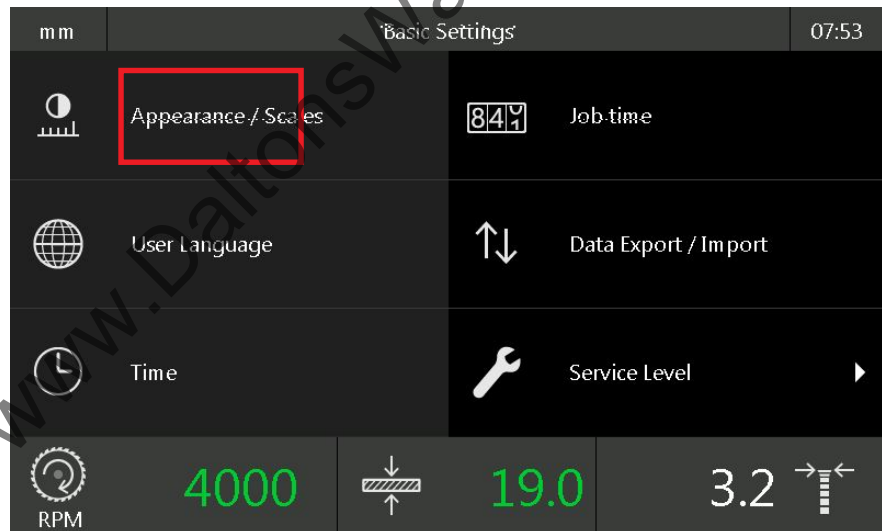 mm Basic Settings 07:53
Appearance / Scales 841 Job time
User Language Data Export / Import
Time Service Level
4000 19.0 3.2
RPM
www.DaltonsWa